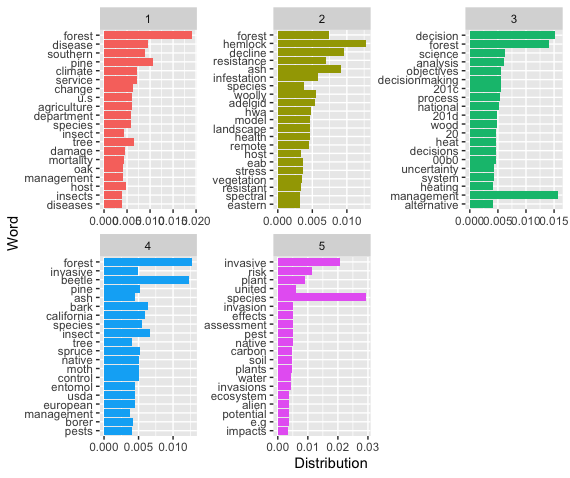 1
2
3
forest
disease
southern
pine
climate
service
change
u.s
agriculture
department
species
insect
tree
damage
mortality
oak
management
host
insects
diseases
0.000 0.005 0.010 0.015 0.020
forest
hemlock
decline
resistance
ash
infestation
species
woolly
adelgid
hwa
model
landscape
health
remote
host
eab
stress
vegetation
resistant
spectral
eastern
0.000 0.005 0.010
decision
forest
science
analysis
objectives
decisionmaking
201c
process
national
201d
wood
20
heat
decisions
00b0
uncertainty
system
heating
management
alternative
0.000 0.005 0.010 0.015
Word
4
5
forest
invasive
beetle
pine
ash
bark
california
species
insect
tree
spruce
native
moth
control
entomol
usda
european
management
borer
pests
0.000 0.005 0.010
invasive
risk
plant
united
species
invasion
effects
assessment
pest
native
carbon
soil
plants
water
invasions
ecosystem
alien
potential
e.g
impacts
0.00 0.01 0.02 0.03
Distribution